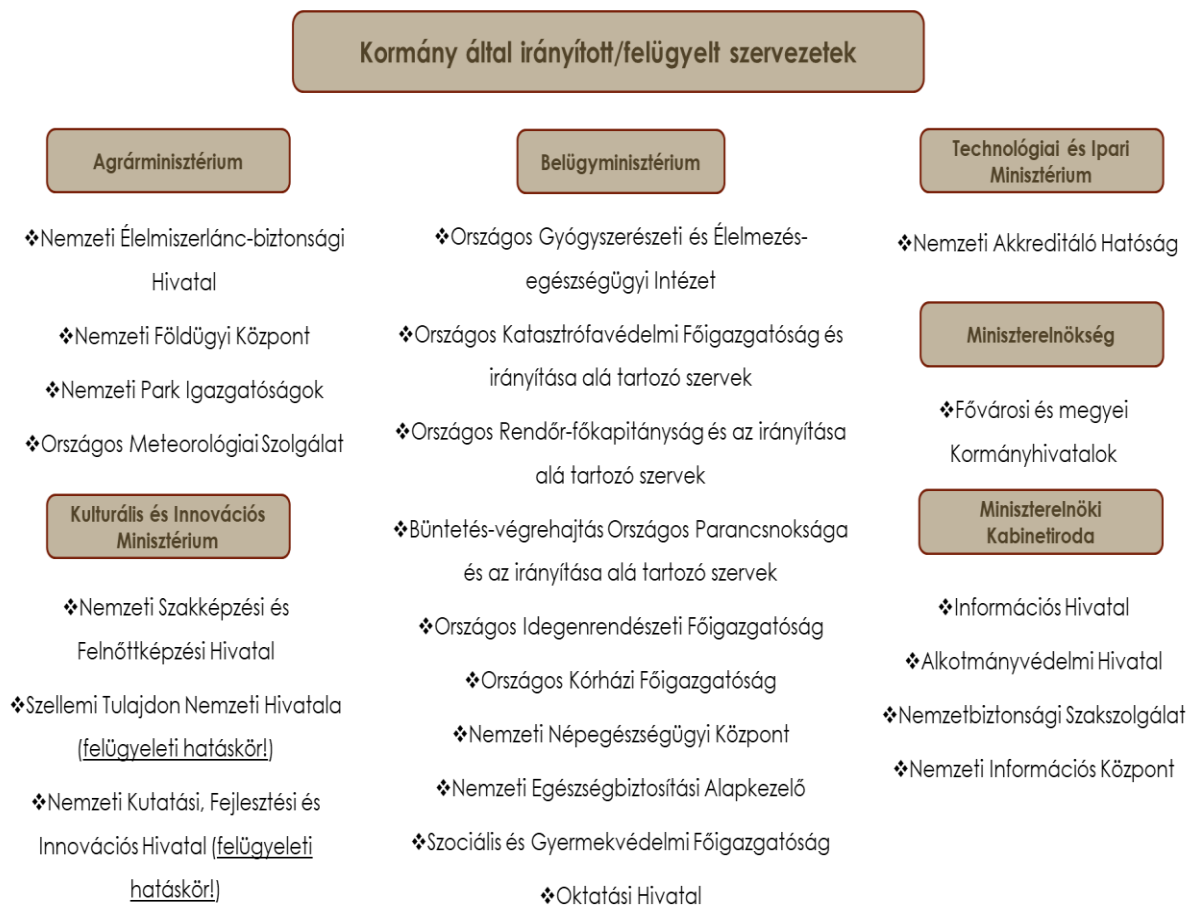 Kormány által irányított/felügyelt szervezetek
Agrárminisztérium
❖Nemzeti Élelmiszerlánc-biztonsági
Hivatal
❖Nemzeti Földügyi Központ
❖Nemzeti Park Igazgatóságok
❖Országos Meteorológiai Szolgálat
Kulturális és Innovációs
Minisztérium
❖Nemzeti Szakképzési és
Felnőttképzési Hivatal
❖Szellemi Tulajdon Nemzeti Hivatala
(felügyeleti hatáskör!)
❖Nemzeti Kutatási, Fejlesztési és
Innovációs Hivatal (felügyeleti
hatáskör!)
Belügyminisztérium
❖Országos Gyógyszerészeti és Élelmezés-
egészségügyi Intézet
❖Országos Katasztrófavédelmi Főigazgatóság és
irányítása alá tartozó szervek
❖Országos Rendőr-főkapitányság és az irányítása
alá tartozó szervek
❖Büntetés-végrehajtás Országos Parancsnoksága
és az irányítása alá tartozó szervek
❖Országos Idegenrendészeti Főigazgatóság
❖Országos Kórházi Főigazgatóság
❖Nemzeti Népegészségügyi Központ
❖Nemzeti Egészségbiztosítási Alapkezelő
❖Szociális és Gyermekvédelmi Főigazgatóság
❖Oktatási Hivatal
Technológiai és Ipari
Minisztérium
❖Nemzeti Akkreditáló Hatóság
Miniszterelnökség
❖Fővárosi és megyei
Kormányhivatalok
Miniszterelnöki
Kabinetiroda
❖Információs Hivatal
❖Alkotmányvédelmi Hivatal
❖Nemzetbiztonsági Szakszolgálat
❖Nemzeti Információs Központ